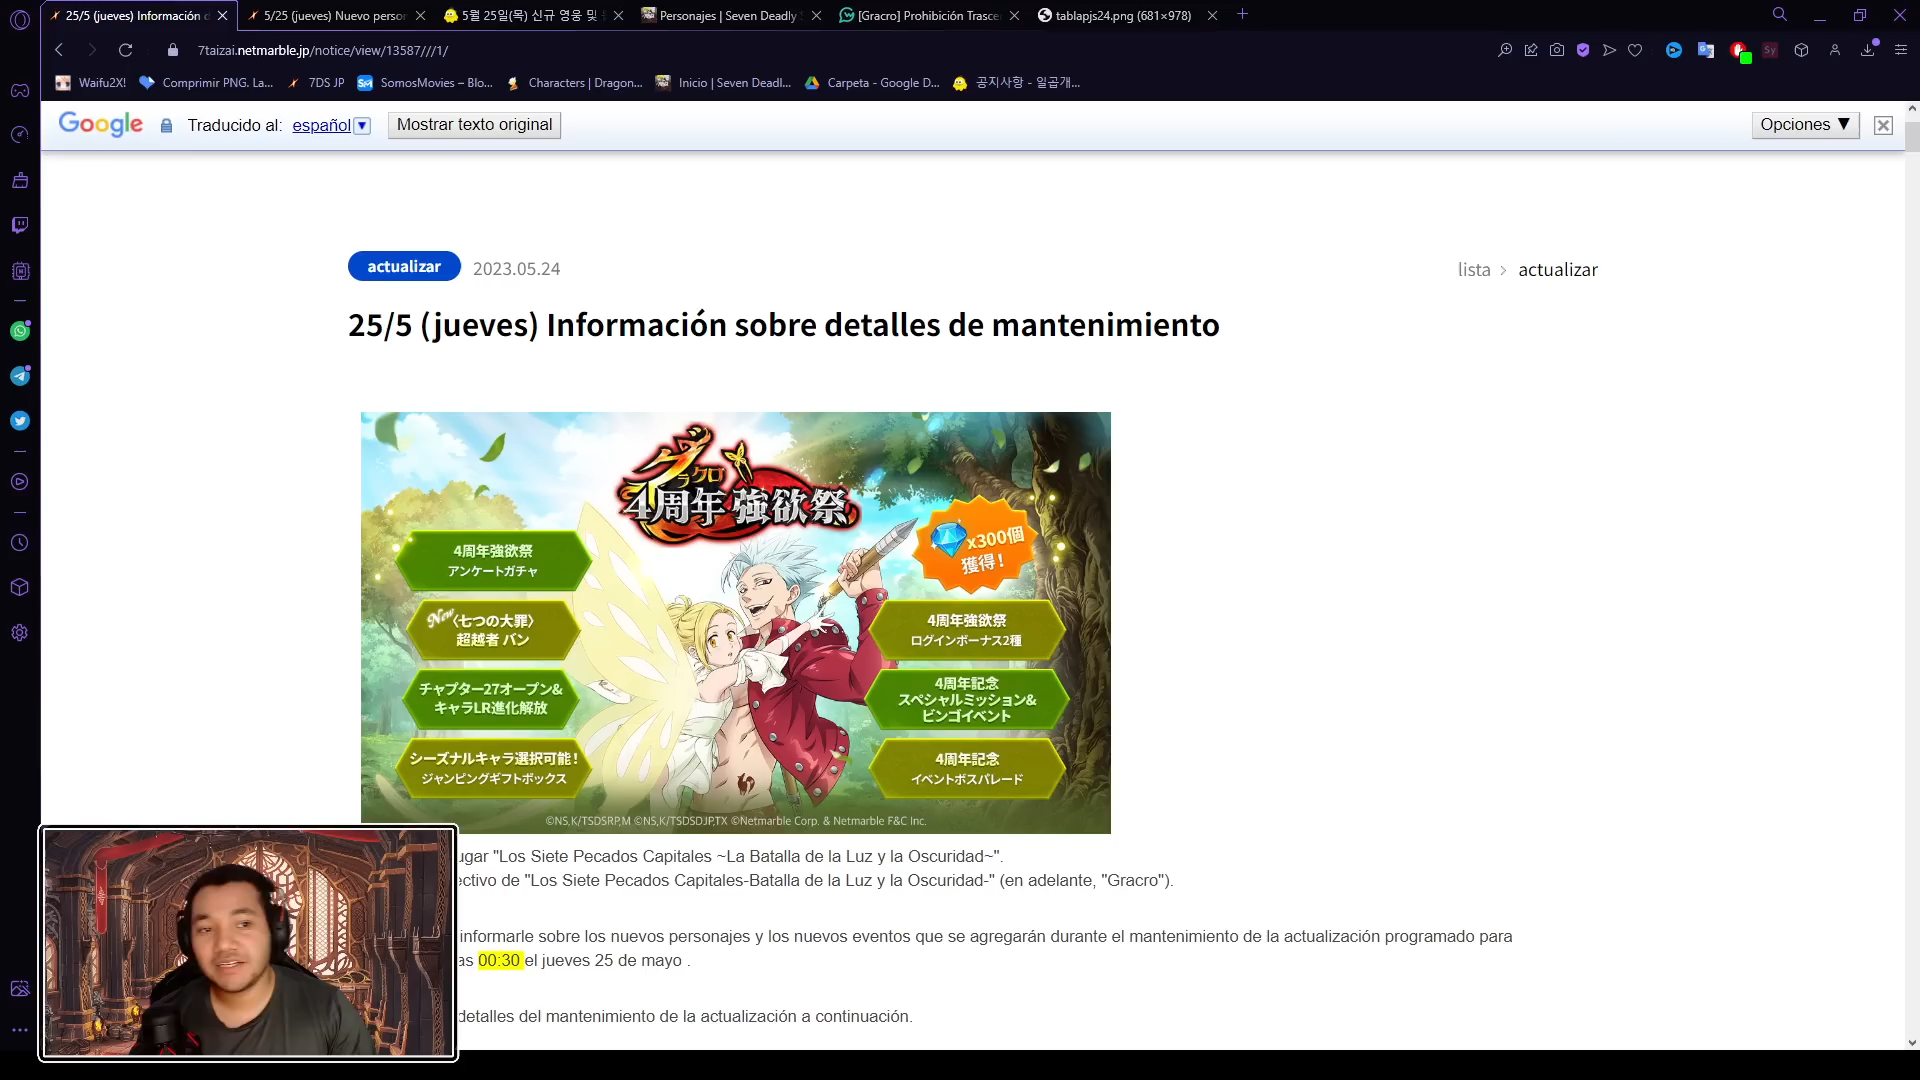 25/5 (jueves) Información d
5/25 (jueves) Nuevo person
5월 25일(목) 신규 영웅 및
Personajes | Seven Deadly
[Gracro] Prohibición Trasce
tablapjs24.png (681×978)
7taizai.netmarble.jp/notice/view/13587///1/
Waifu2X!
Comprimir PNG. La...
7DS JP
SomosMovies – Blo...
Characters | Dragon...
Inicio | Seven Deadl...
Carpeta - Google D...
공지사항 - 일곱개...
Google
Traducido al: español
Mostrar texto original
Opciones ▼
actualizar
2023.05.24
lista > actualizar
25/5 (jueves) Información sobre detalles de mantenimiento
グラクロ
4周年強欲祭
4周年強欲祭
アンケートガチャ
New〈七つの大罪〉
超越者 バン
チャプター27オープン&
キャラLR進化解放
シーズナルキャラ選択可能!
ジャンピングギフトボックス
x300個
獲得!
4周年強欲祭
ログインボーナス2種
4周年記念
スペシャルミッション&
ビンゴイベント
4周年記念
イベントボスパレード
©NS,K/TSDSRP,M ©NS,K/TSDSDJP,TX ©Netmarble Corp. & Netmarble F&C Inc.
ugar "Los Siete Pecados Capitales ~La Batalla de la Luz y la Oscuridad~".
ectivo de "Los Siete Pecados Capitales-Batalla de la Luz y la Oscuridad-" (en adelante, "Gracro").
informarle sobre los nuevos personajes y los nuevos eventos que se agregarán durante el mantenimiento de la actualización programado para
as 00:30 el jueves 25 de mayo .
detalles del mantenimiento de la actualización a continuación.